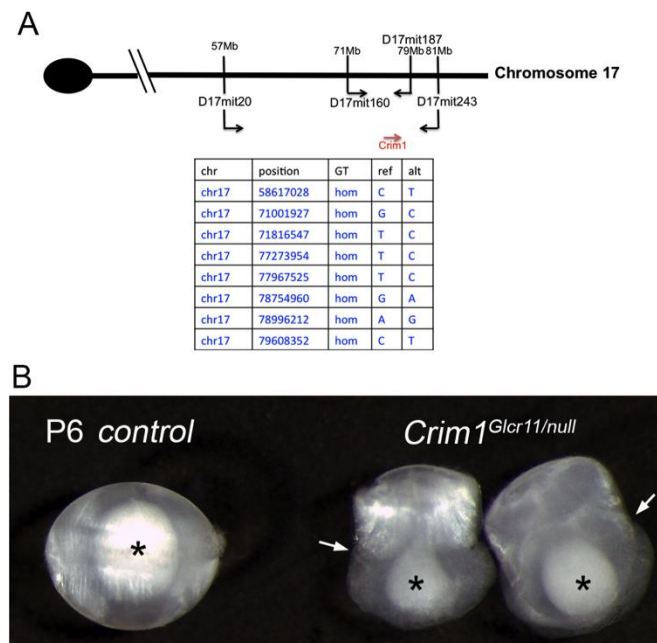 A
D17mit187
57Mb 71Mb 79Mb 81Mb
Chromosome 17
D17mit20 D17mit160 D17mit243
Crim1
chr position GT ref alt
chr17 58617028 hom C T
chr17 71001927 hom G C
chr17 71816547 hom T C
chr17 77273954 hom T C
chr17 77967525 hom T C
chr17 78754960 hom G A
chr17 78996212 hom A G
chr17 79608352 hom C T
B
P6 control Crim1Glcr11/null
* * *